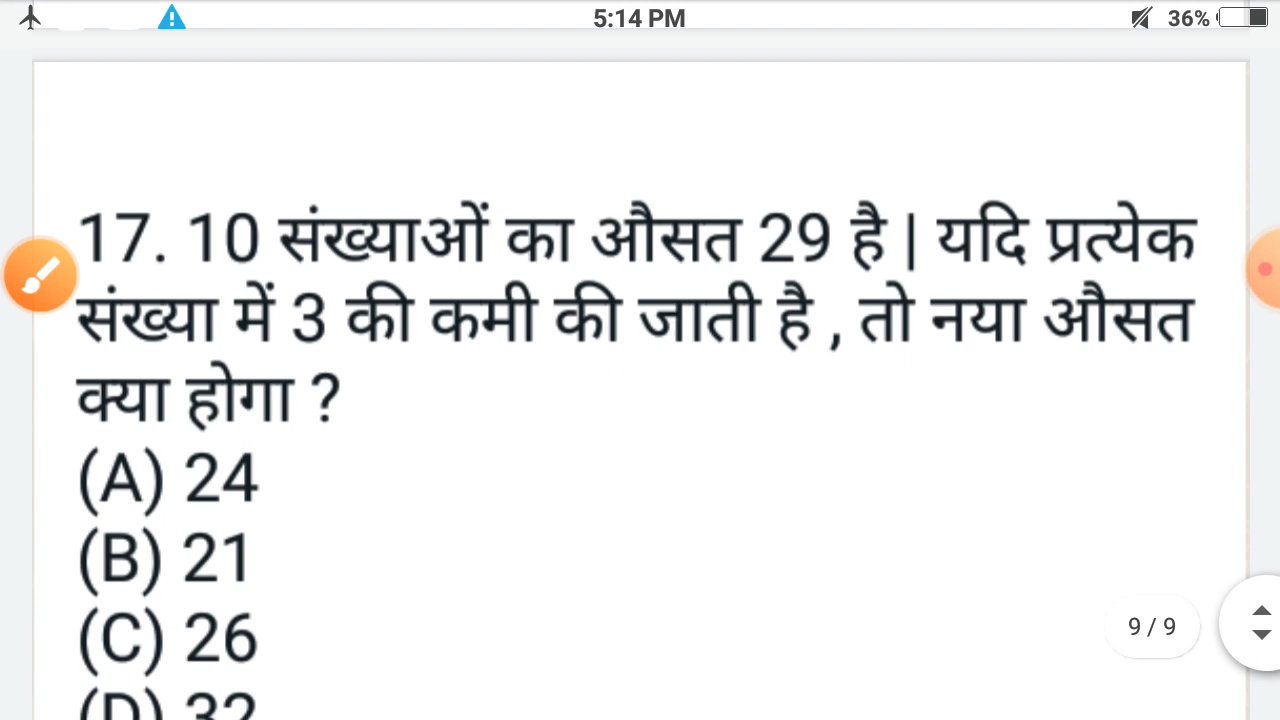 5:14 PM
36%
17. 10 संख्याओं का औसत 29 है | यदि प्रत्येक
संख्या में 3 की कमी की जाती है , तो नया औसत
क्या होगा ?
(A) 24
(B) 21
(C) 26
(D) 32
9 / 9